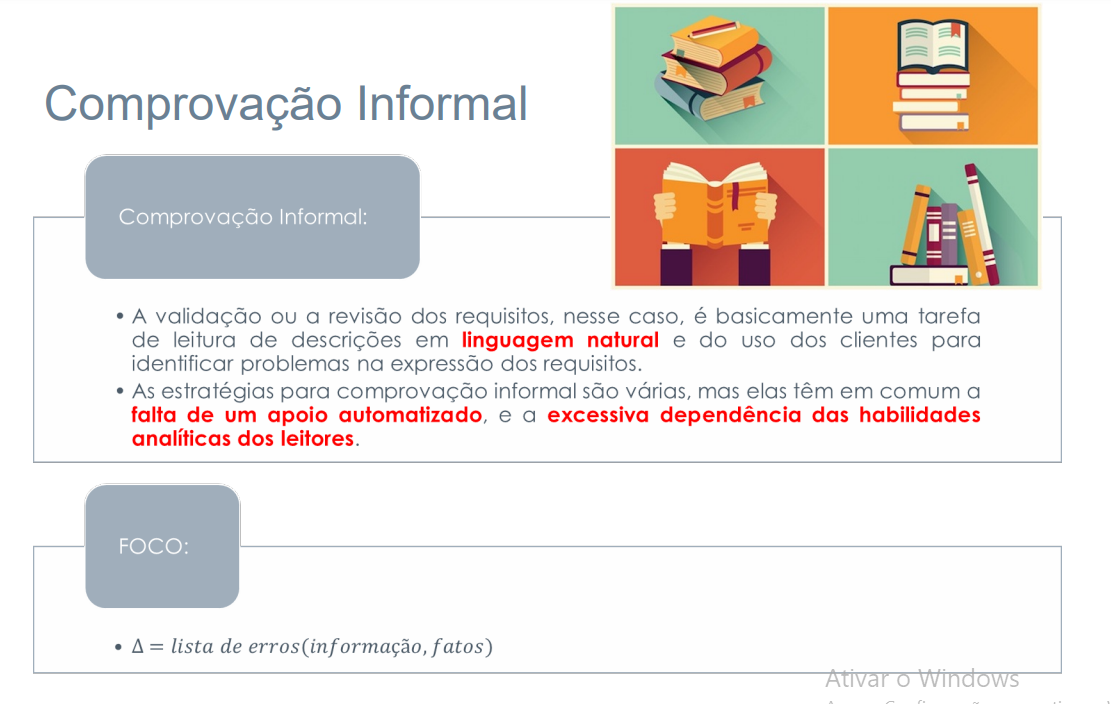 Comprovação Informal
Comprovação Informal:
• A validação ou a revisão dos requisitos, nesse caso, é basicamente uma tarefa
de leitura de descrições em linguagem natural e do uso dos clientes para
identificar problemas na expressão dos requisitos.
• As estratégias para comprovação informal são várias, mas elas têm em comum a
falta de um apoio automatizado, e a excessiva dependência das habilidades
analíticas dos leitores.
FOCO:
• Δ = lista de erros(informação, fatos)
Ativar o Windows